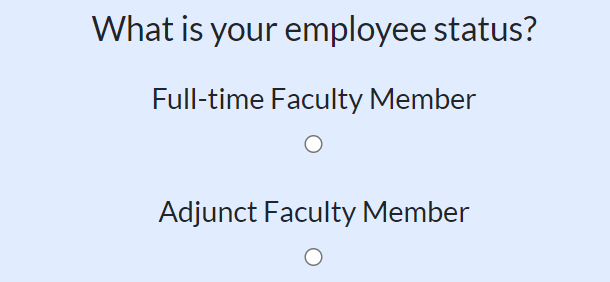 What is your employee status?
Full-time Faculty Member
Adjunct Faculty Member